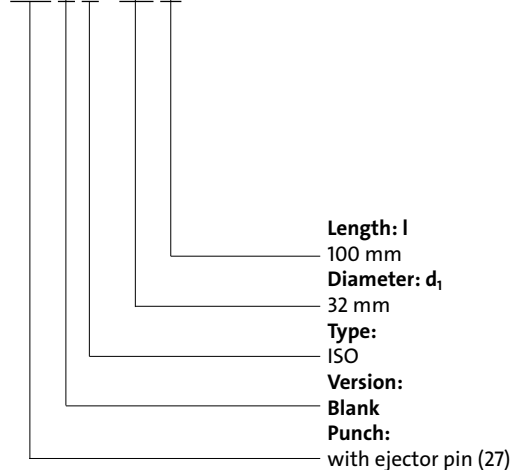 Length: l
100 mm
Diameter: d₁
32 mm
Type:
ISO
Version:
Blank
Punch:
with ejector pin (27)